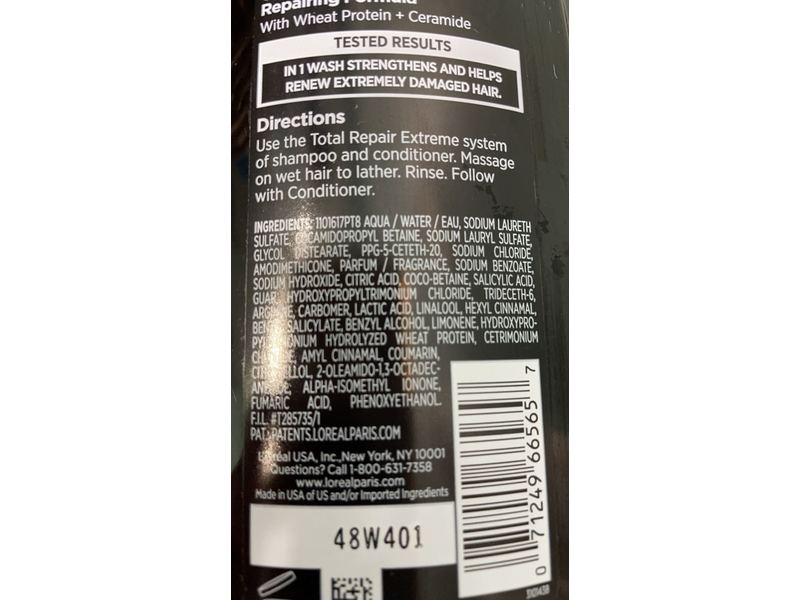 Repairing Formula
With Wheat Protein + Ceramide
TESTED RESULTS
IN 1 WASH STRENGTHENS AND HELPS
RENEW EXTREMELY DAMAGED HAIR.
Directions
Use the Total Repair Extreme system
of shampoo and conditioner. Massage
on wet hair to lather. Rinse. Follow
with Conditioner.
INGREDIENTS: 1101617PT8 AQUA / WATER / EAU, SODIUM LAURETH
SULFATE, COCAMIDOPROPYL BETAINE, SODIUM LAURYL SULFATE,
GLYCOL DISTEARATE, PPG-5-CETETH-20, SODIUM CHLORIDE,
AMODIMETHICONE, PARFUM / FRAGRANCE, SODIUM BENZOATE,
SODIUM HYDROXIDE, CITRIC ACID, COCO-BETAINE, SALICYLIC ACID,
GUAR HYDROXYPROPYLTRIMONIUM CHLORIDE, TRIDECETH-6,
CARBOMER, LACTIC ACID, LINALOOL, HEXYL CINNAMAL,
SALICYLATE, BENZYL ALCOHOL, LIMONENE, HYDROXYPRO-
HYDROLYZED WHEAT PROTEIN, CETRIMONIUM
AMYL CINNAMAL, COUMARIN,
2-OLEAMIDO-1,3-OCTADEC-
ALPHA-ISOMETHYL IONONE,
FUMARIC ACID, PHENOXYETHANOL.
F.I.L. #T285735/1
PAT. PATENTS.LOREALPARIS.COM
L'Oréal USA, Inc., New York, NY 10001
Questions? Call 1-800-631-7358
www.lorealparis.com
Made in USA of US and/or Imported Ingredients
48W401
0 71249 66565 7